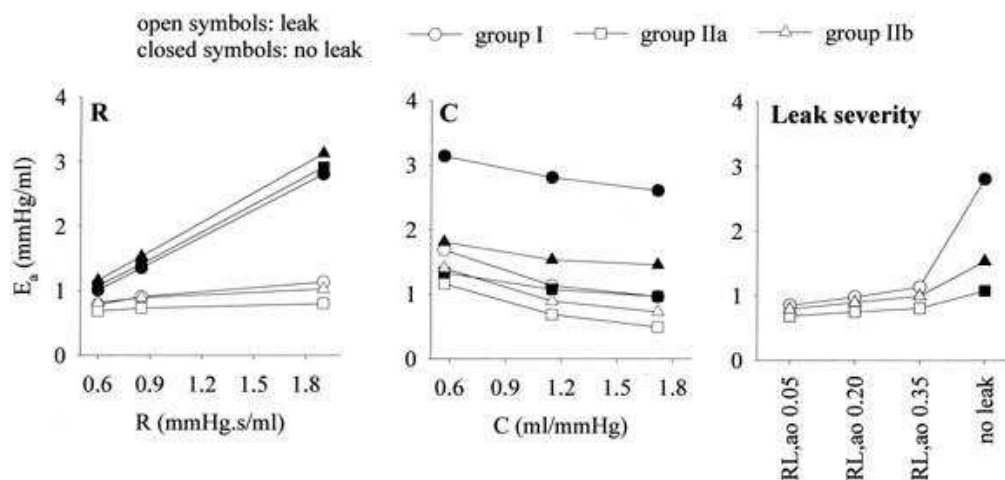 open symbols: leak
closed symbols: no leak
group I
group IIa
group IIb
R
4
3
2
1
0
Ea (mmHg/ml)
0.6 0.9 1.2 1.5 1.8
R (mmHg.s/ml)
C
4
3
2
1
0
0.6 0.9 1.2 1.5 1.8
C (ml/mmHg)
Leak severity
4
3
2
1
0
RL,ao 0.05
RL,ao 0.20
RL,ao 0.35
no leak